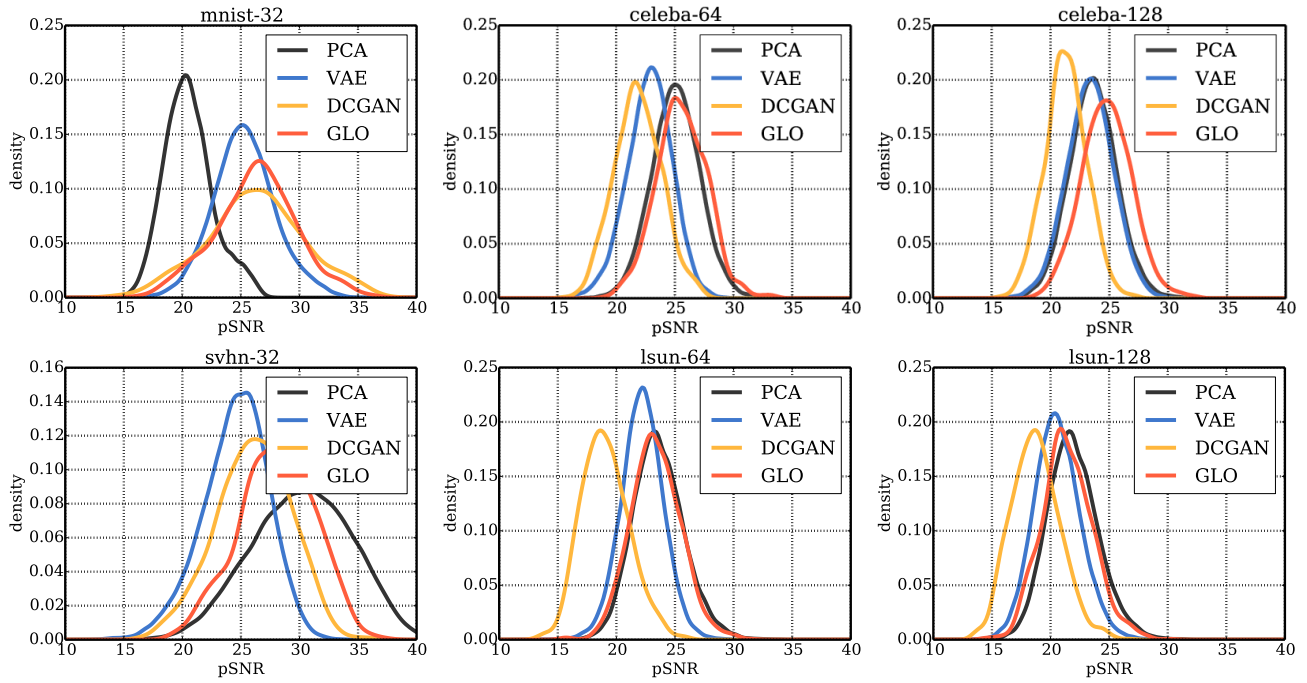 mnist-32
density
0.25
0.20
0.15
0.10
0.05
0.00
PCA
VAE
DCGAN
GLO
10 15 20 25 30 35 40
pSNR
celeba-64
density
0.25
0.20
0.15
0.10
0.05
0.00
PCA
VAE
DCGAN
GLO
15 20 25 30 35 40
pSNR
celeba-128
density
0.25
0.20
0.15
0.10
0.05
0.00
PCA
VAE
DCGAN
GLO
10 15 20 25 30 35 40
pSNR
svhn-32
density
0.16
0.14
0.12
0.10
0.08
0.06
0.04
0.02
0.00
PCA
VAE
DCGAN
GLO
10 15 20 25 30 35 40
pSNR
lsun-64
density
0.25
0.20
0.15
0.10
0.05
0.00
PCA
VAE
DCGAN
GLO
10 15 20 25 30 35 40
pSNR
lsun-128
density
0.25
0.20
0.15
0.10
0.05
0.00
PCA
VAE
DCGAN
GLO
10 15 20 25 30 35 40
pSNR